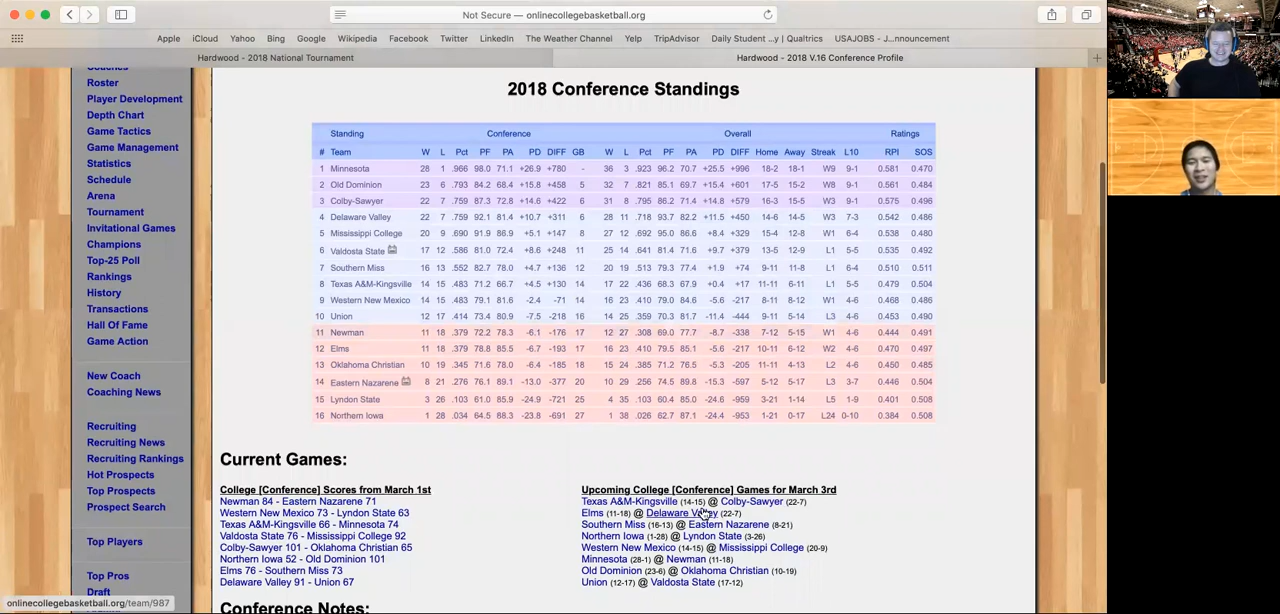 Not Secure — onlinecollegebasketball.org
Apple iCloud Yahoo Bing Google Wikipedia Facebook Twitter LinkedIn The Weather Channel Yelp TripAdvisor Daily Student ...y | Qualtrics USAJOBS - J...nnouncement
Hardwood - 2018 National Tournament Hardwood - 2018 V.16 Conference Profile
Coaches
Roster
Player Development
Depth Chart
Game Tactics
Game Management
Statistics
Schedule
Arena
Tournament
Invitational Games
Champions
Top-25 Poll
Rankings
History
Transactions
Hall Of Fame
Game Action
New Coach
Coaching News
Recruiting
Recruiting News
Recruiting Rankings
Hot Prospects
Top Prospects
Prospect Search
Top Players
Top Pros
Draft
2018 Conference Standings
Standing Conference Overall Ratings
# Team W L Pct PF PA PD DIFF GB W L Pct PF PA PD DIFF Home Away Streak L10 RPI SOS
1 Minnesota 28 1 .966 98.0 71.1 +26.9 +780 - 36 3 .923 96.2 70.7 +25.5 +996 18-2 18-1 W9 9-1 0.581 0.470
2 Old Dominion 23 6 .793 84.2 68.4 +15.8 +458 5 32 7 .821 85.1 69.7 +15.4 +601 17-5 15-2 W8 9-1 0.561 0.484
3 Colby-Sawyer 22 7 .759 87.3 72.8 +14.6 +422 6 31 8 .795 86.2 71.4 +14.8 +579 16-3 15-5 W3 9-1 0.575 0.496
4 Delaware Valley 22 7 .759 92.1 81.4 +10.7 +311 6 28 11 .718 93.7 82.2 +11.5 +450 14-6 14-5 W3 7-3 0.542 0.486
5 Mississippi College 20 9 .690 91.9 86.9 +5.1 +147 8 27 12 .692 95.0 86.6 +8.4 +329 15-4 12-8 W1 6-4 0.538 0.480
6 Valdosta State 17 12 .586 81.0 72.4 +8.6 +248 11 25 14 .641 81.4 71.6 +9.7 +379 13-5 12-9 L1 5-5 0.535 0.492
7 Southern Miss 16 13 .552 82.7 78.0 +4.7 +136 12 20 19 .513 79.3 77.4 +1.9 +74 9-11 11-8 L1 6-4 0.510 0.511
8 Texas A&M-Kingsville 14 15 .483 71.2 66.7 +4.5 +130 14 17 22 .436 68.3 67.9 +0.4 +17 11-11 6-11 L1 5-5 0.479 0.504
9 Western New Mexico 14 15 .483 79.1 81.6 -2.4 -71 14 16 23 .410 79.0 84.6 -5.6 -217 8-11 8-12 W1 4-6 0.468 0.486
10 Union 12 17 .414 73.4 80.9 -7.5 -218 16 14 25 .359 70.3 81.7 -11.4 -444 9-11 5-14 L3 4-6 0.453 0.490
11 Newman 11 18 .379 72.2 78.3 -6.1 -176 17 12 27 .308 69.0 77.7 -8.7 -338 7-12 5-15 W1 4-6 0.444 0.491
12 Elms 11 18 .379 78.8 85.5 -6.7 -193 17 16 23 .410 79.5 85.1 -5.6 -217 10-11 6-12 W2 4-6 0.470 0.497
13 Oklahoma Christian 10 19 .345 71.6 78.0 -6.4 -185 18 15 24 .385 71.2 76.5 -5.3 -205 11-11 4-13 L2 4-6 0.450 0.485
14 Eastern Nazarene 8 21 .276 76.1 89.1 -13.0 -377 20 10 29 .256 74.5 89.8 -15.3 -597 5-12 5-17 L3 3-7 0.446 0.504
15 Lyndon State 3 26 .103 61.0 85.9 -24.9 -721 25 4 35 .103 60.4 85.0 -24.6 -959 3-21 1-14 L5 1-9 0.401 0.508
16 Northern Iowa 1 28 .034 64.5 88.3 -23.8 -691 27 1 38 .026 62.7 87.1 -24.4 -953 1-21 0-17 L24 0-10 0.384 0.508
Current Games:
College [Conference] Scores from March 1st
Newman 84 - Eastern Nazarene 71
Western New Mexico 73 - Lyndon State 63
Texas A&M-Kingsville 66 - Minnesota 74
Valdosta State 76 - Mississippi College 92
Colby-Sawyer 101 - Oklahoma Christian 65
Northern Iowa 52 - Old Dominion 101
Elms 76 - Southern Miss 73
Delaware Valley 91 - Union 67
Upcoming College [Conference] Games for March 3rd
Texas A&M-Kingsville (14-15) @ Colby-Sawyer (22-7)
Elms (11-18) @ Delaware Valley (22-7)
Southern Miss (16-13) @ Eastern Nazarene (8-21)
Northern Iowa (1-28) @ Lyndon State (3-26)
Western New Mexico (14-15) @ Mississippi College (20-9)
Minnesota (28-1) @ Newman (11-18)
Old Dominion (23-6) @ Oklahoma Christian (10-19)
Union (12-17) @ Valdosta State (17-12)
Conference Notes:
onlinecollegebasketball.org/team/987